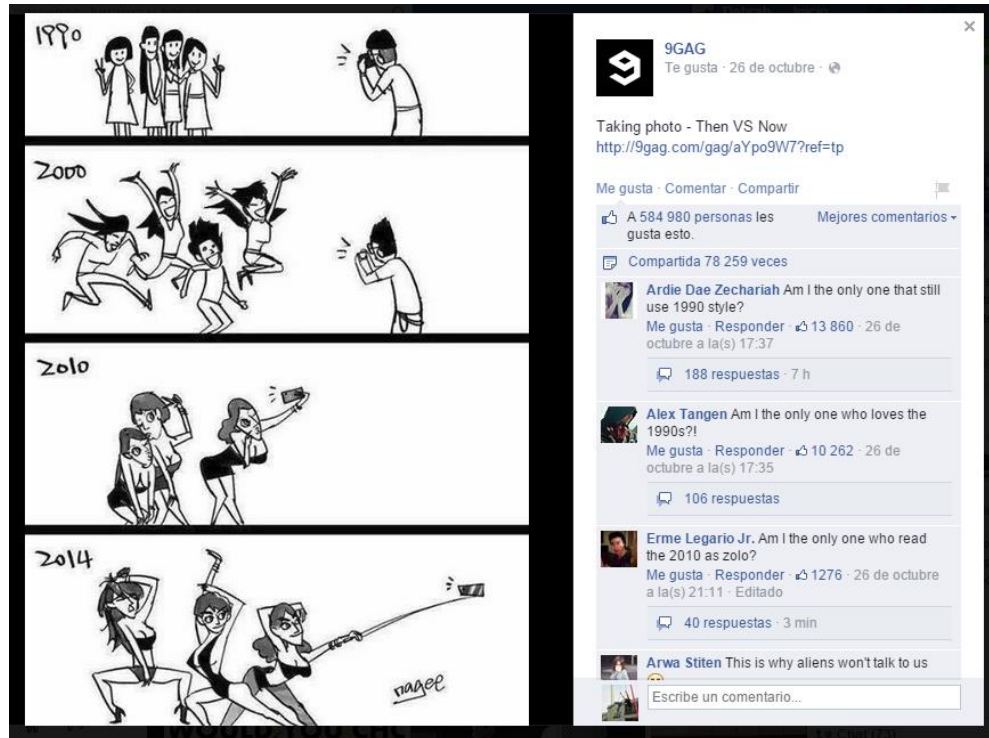 1990
2000
2010
2014
nagee
9GAG
Te gusta · 26 de octubre ·
Taking photo - Then VS Now
http://9gag.com/gag/aYpo9W7?ref=tp
Me gusta · Comentar · Compartir
A 584 980 personas les
gusta esto.
Mejores comentarios
Compartida 78 259 veces
Ardie Dae Zechariah Am I the only one that still
use 1990 style?
Me gusta · Responder · 13 860 · 26 de
octubre a la(s) 17:37
188 respuestas · 7 h
Alex Tangen Am I the only one who loves the
1990s?!
Me gusta · Responder · 10 262 · 26 de
octubre a la(s) 17:35
106 respuestas
Erme Legario Jr. Am I the only one who read
the 2010 as zolo?
Me gusta · Responder · 1276 · 26 de octubre
a la(s) 21:11 · Editado
40 respuestas · 3 min
Arwa Stiten This is why aliens won't talk to us
Escribe un comentario...
WOULD YOU